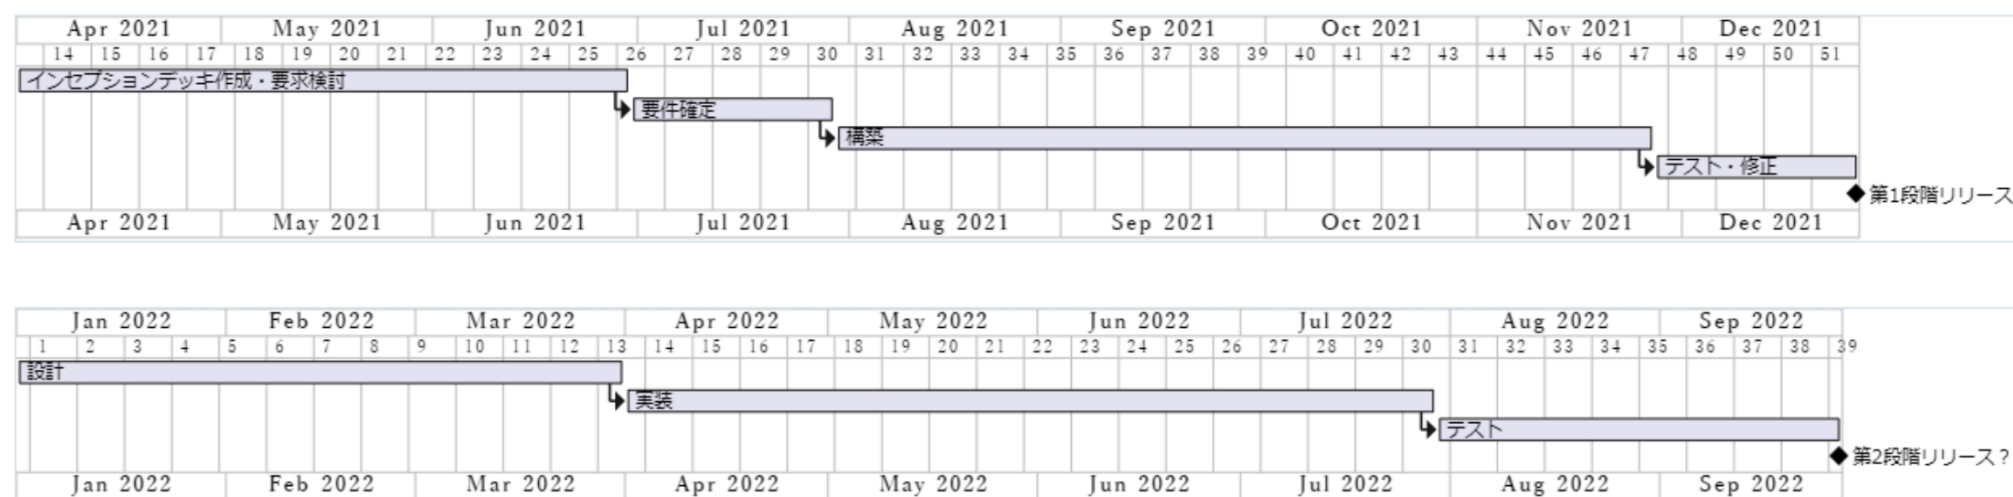 Apr 2021 May 2021 Jun 2021 Jul 2021 Aug 2021 Sep 2021 Oct 2021 Nov 2021 Dec 2021
14 15 16 17 18 19 20 21 22 23 24 25 26 27 28 29 30 31 32 33 34 35 36 37 38 39 40 41 42 43 44 45 46 47 48 49 50 51
インセプションデッキ作成・要求検討
要件確定
構築
テスト・修正
第1段階リリース
Apr 2021 May 2021 Jun 2021 Jul 2021 Aug 2021 Sep 2021 Oct 2021 Nov 2021 Dec 2021
Jan 2022 Feb 2022 Mar 2022 Apr 2022 May 2022 Jun 2022 Jul 2022 Aug 2022 Sep 2022
1 2 3 4 5 6 7 8 9 10 11 12 13 14 15 16 17 18 19 20 21 22 23 24 25 26 27 28 29 30 31 32 33 34 35 36 37 38 39
設計
実装
テスト
第2段階リリース？
Jan 2022 Feb 2022 Mar 2022 Apr 2022 May 2022 Jun 2022 Jul 2022 Aug 2022 Sep 2022